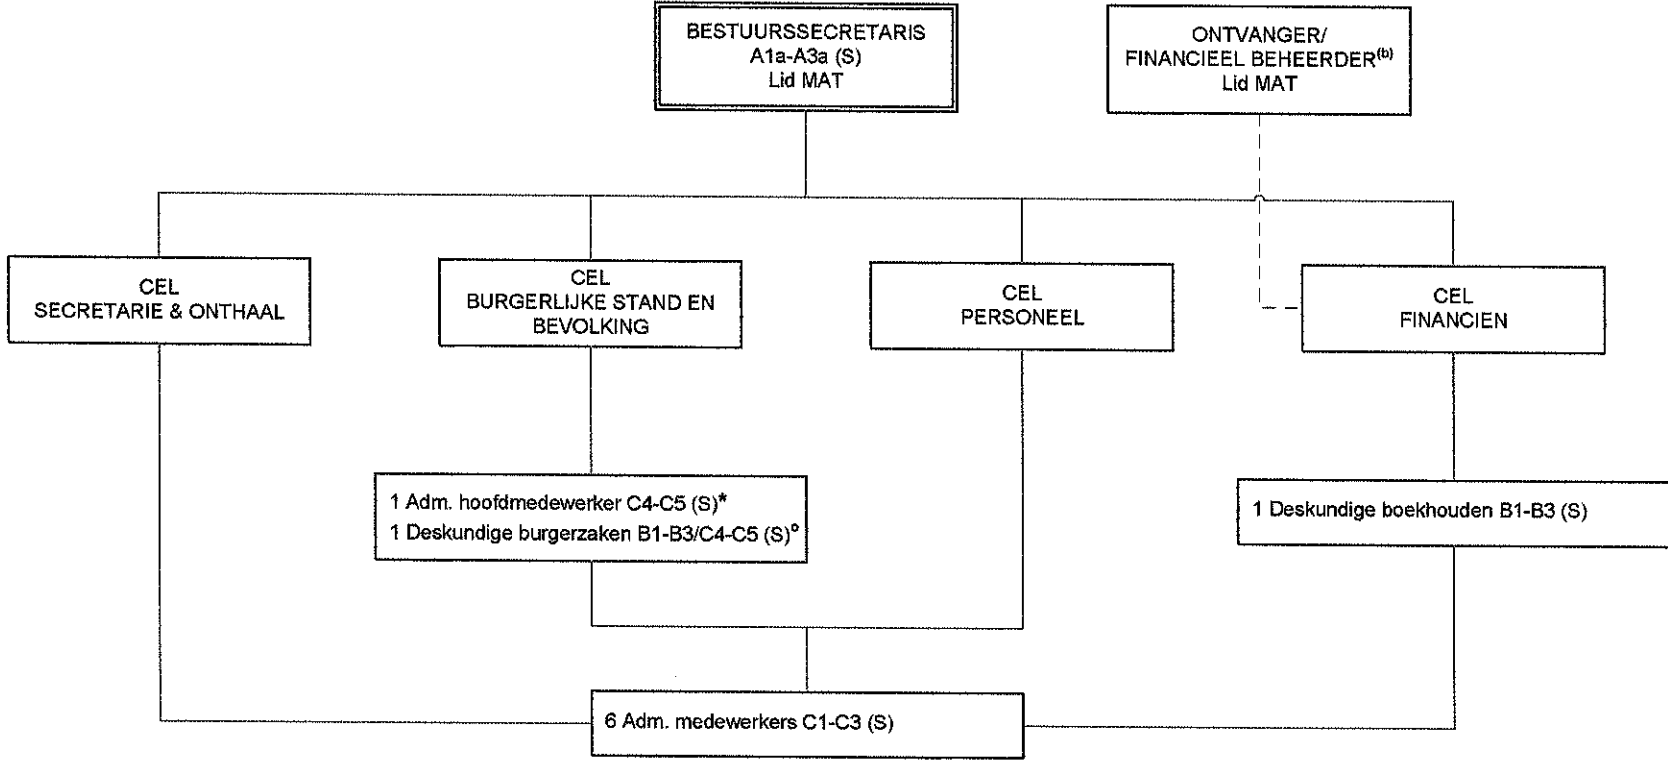 BESTUURSSECRETARIS
A1a-A3a (S)
Lid MAT
ONTVANGER/
FINANCIEEL BEHEERDER(b)
Lid MAT
CEL
SECRETARIE & ONTHAAL
CEL
BURGERLIJKE STAND EN
BEVOLKING
CEL
PERSONEEL
CEL
FINANCIEN
1 Adm. hoofdmedewerker C4-C5 (S)*
1 Deskundige burgerzaken B1-B3/C4-C5 (S)°
1 Deskundige boekhouden B1-B3 (S)
6 Adm. medewerkers C1-C3 (S)